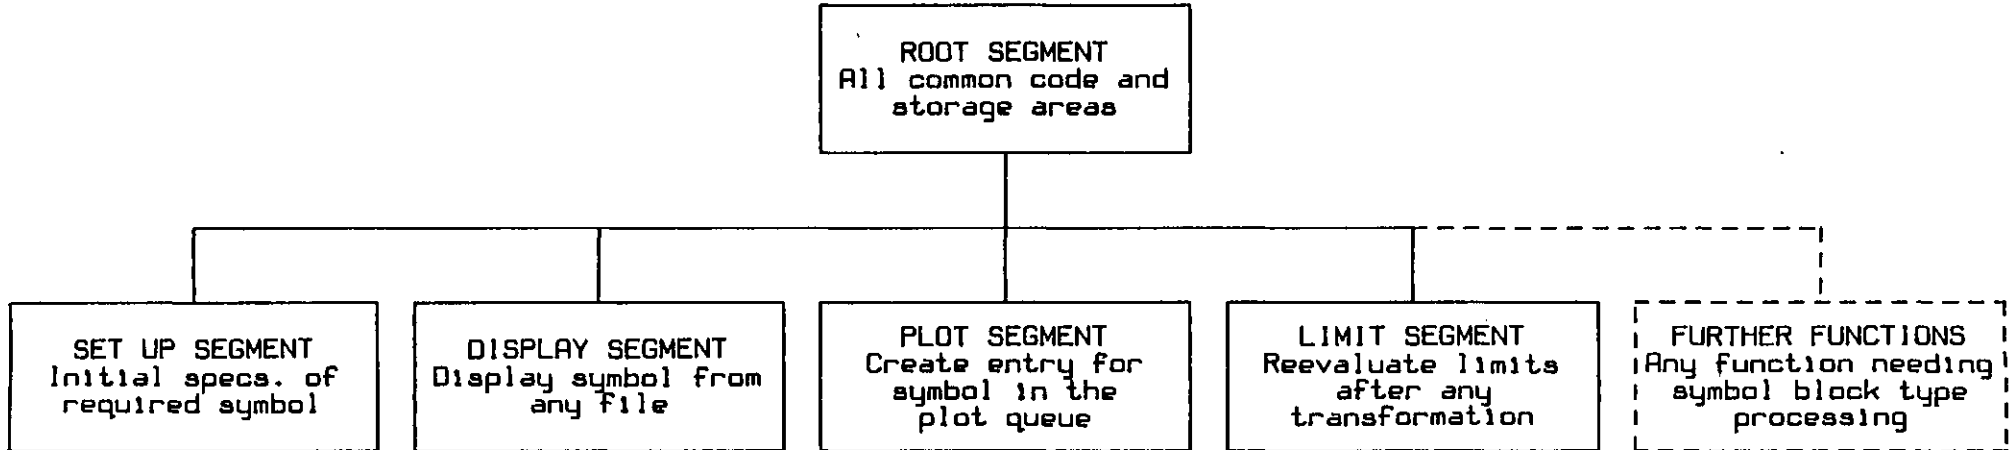 ROOT SEGMENT
All common code and
storage areas
SET UP SEGMENT
Initial specs. of
required symbol
DISPLAY SEGMENT
Display symbol from
any file
PLOT SEGMENT
Create entry for
symbol in the
plot queue
LIMIT SEGMENT
Reevaluate limits
after any
transformation
FURTHER FUNCTIONS
Any function needing
symbol block type
processing